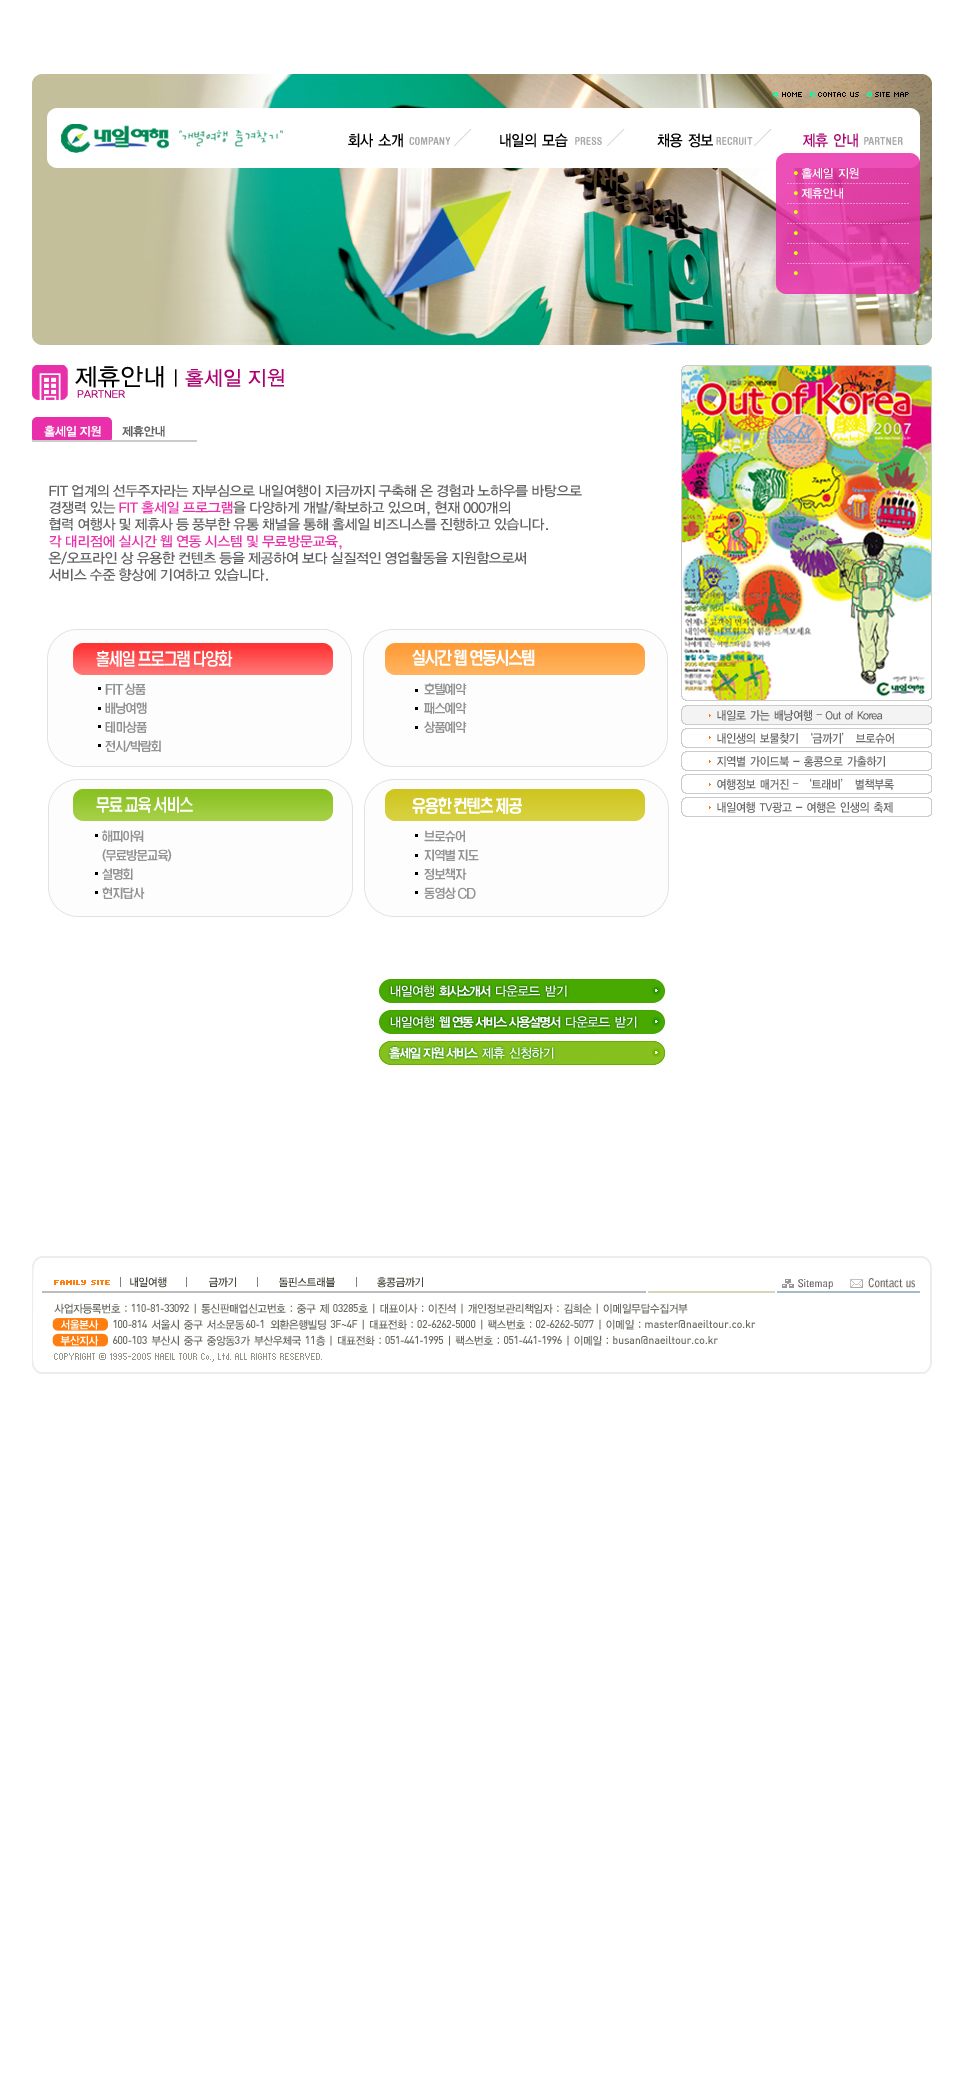 HOME CONTAC US SITE MAP
내일여행 "개별여행 즐겨찾기"
회사 소개 COMPANY 내일의 모습 PRESS 채용 정보 RECRUIT 제휴 안내 PARTNER
홀세일 지원
제휴안내
내일
제휴안내 | 홀세일 지원
PARTNER
홀세일 지원 제휴안내
FIT 업계의 선두주자라는 자부심으로 내일여행이 지금까지 구축해 온 경험과 노하우를 바탕으로
경쟁력 있는 FIT 홀세일 프로그램을 다양하게 개발/확보하고 있으며, 현재 000개의
협력 여행사 및 제휴사 등 풍부한 유통 채널을 통해 홀세일 비즈니스를 진행하고 있습니다.
각 대리점에 실시간 웹 연동 시스템 및 무료방문교육,
온/오프라인 상 유용한 컨텐츠 등을 제공하여 보다 실질적인 영업활동을 지원함으로써
서비스 수준 향상에 기여하고 있습니다.
홀세일 프로그램 다양화
FIT 상품
배낭여행
테마상품
전시/박람회
실시간 웹 연동시스템
호텔예약
패스예약
상품예약
무료 교육 서비스
해피아워
(무료방문교육)
설명회
현지답사
유용한 컨텐츠 제공
브로슈어
지역별 지도
정보책자
동영상 CD
내일여행 회사소개서 다운로드 받기
내일여행 웹 연동 서비스 사용설명서 다운로드 받기
홀세일 지원 서비스 제휴 신청하기
Out of Korea
2007
내일여행
내일로 가는 배낭여행 - Out of Korea
내인생의 보물찾기 '금까기' 브로슈어
지역별 가이드북 - 홍콩으로 가출하기
여행정보 매거진 - '트래비' 별책부록
내일여행 TV광고 - 여행은 인생의 축제
FAMILY SITE | 내일여행 | 금까기 | 돌핀스트래블 | 홍콩금까기
Sitemap Contact us
사업자등록번호 : 110-81-33092 | 통신판매업신고번호 : 중구 제 03285호 | 대표이사 : 이진석 | 개인정보관리책임자 : 김희순 | 이메일무답수집거부
서울본사 100-814 서울시 중구 서소문동 60-1 외환은행빌딩 3F~4F | 대표전화 : 02-6262-5000 | 팩스번호 : 02-6262-5077 | 이메일 : master@naeiltour.co.kr
부산지사 600-103 부산시 중구 중앙동3가 부산우체국 11층 | 대표전화 : 051-441-1995 | 팩스번호 : 051-441-1996 | 이메일 : busan@naeiltour.co.kr
COPYRIGHT © 1995-2005 NAEIL TOUR Co., Ltd. ALL RIGHTS RESERVED.